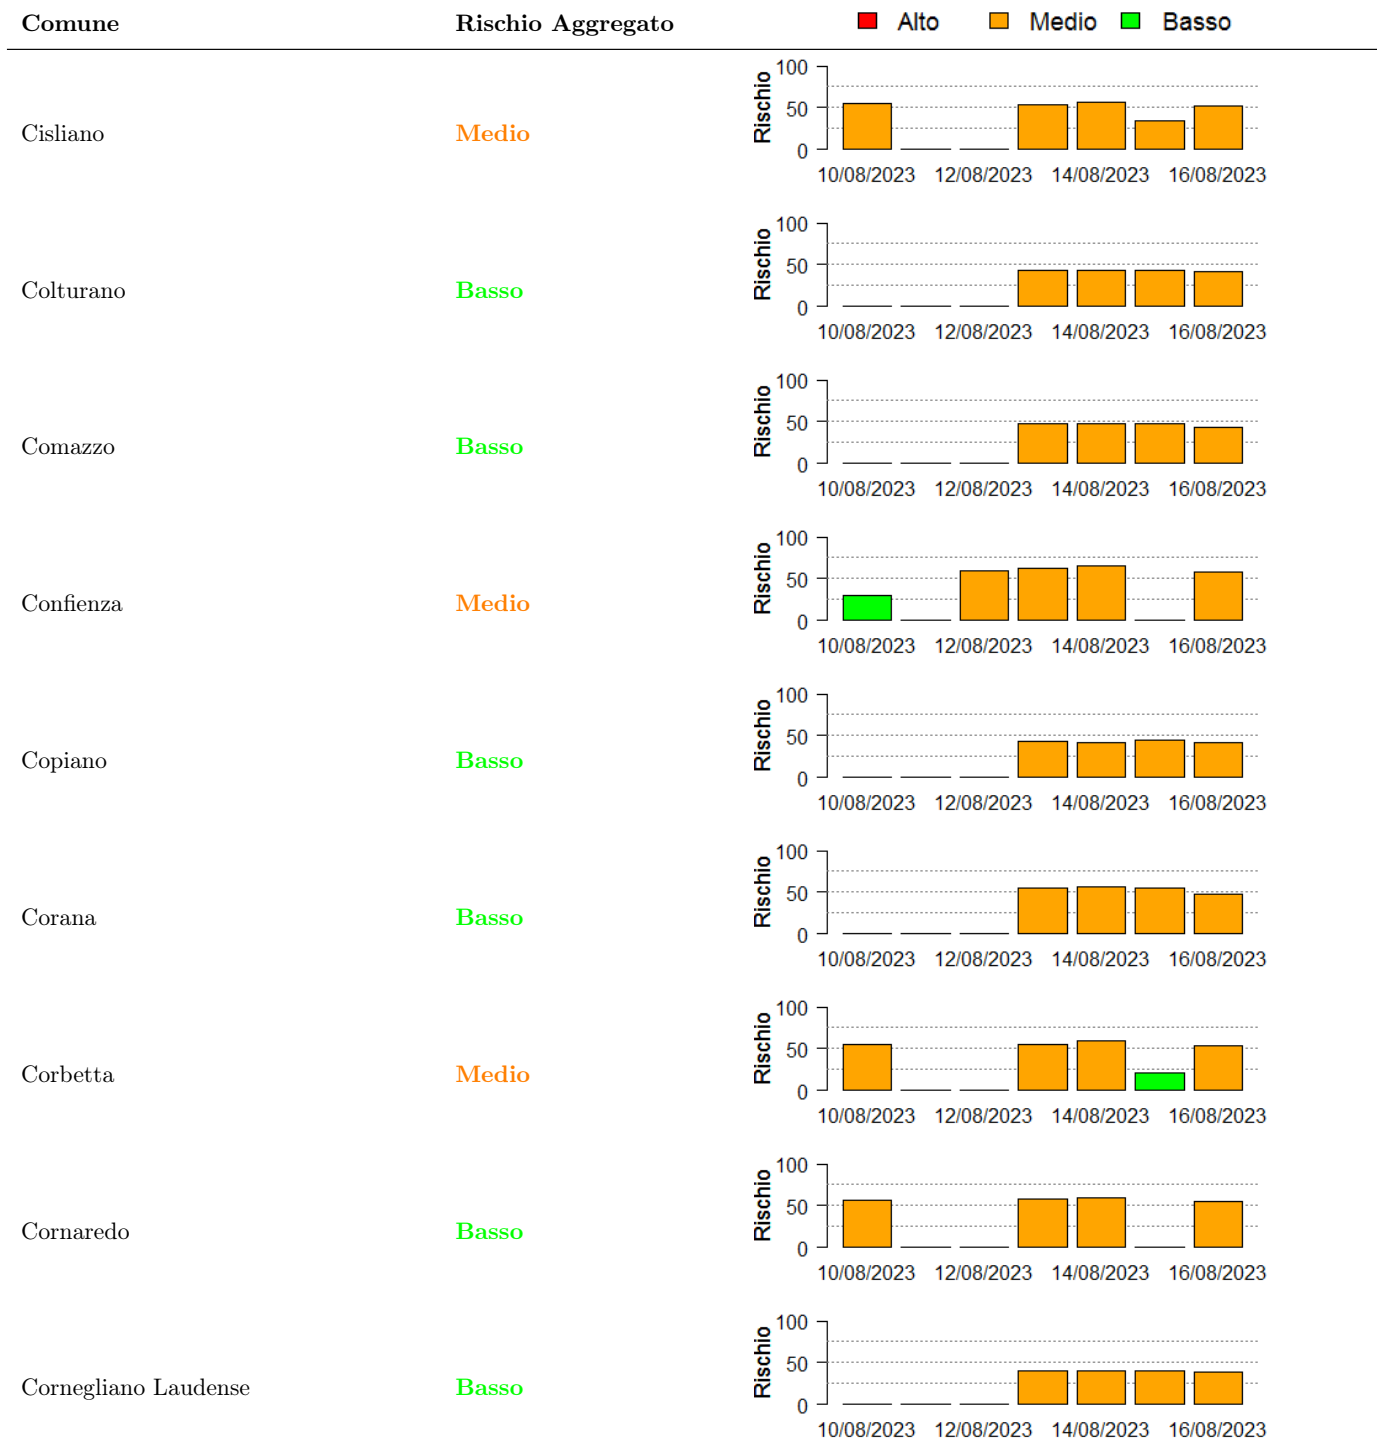 Comune Rischio Aggregato Alto Medio Basso
Cisliano Medio
Rischio
100
50
0
10/08/2023 12/08/2023 14/08/2023 16/08/2023
Colturano Basso
Rischio
100
50
0
10/08/2023 12/08/2023 14/08/2023 16/08/2023
Comazzo Basso
Rischio
100
50
0
10/08/2023 12/08/2023 14/08/2023 16/08/2023
Confienza Medio
Rischio
100
50
0
10/08/2023 12/08/2023 14/08/2023 16/08/2023
Copiano Basso
Rischio
100
50
0
10/08/2023 12/08/2023 14/08/2023 16/08/2023
Corana Basso
Rischio
100
50
0
10/08/2023 12/08/2023 14/08/2023 16/08/2023
Corbetta Medio
Rischio
100
50
0
10/08/2023 12/08/2023 14/08/2023 16/08/2023
Cornaredo Basso
Rischio
100
50
0
10/08/2023 12/08/2023 14/08/2023 16/08/2023
Cornegliano Laudense Basso
Rischio
100
50
0
10/08/2023 12/08/2023 14/08/2023 16/08/2023